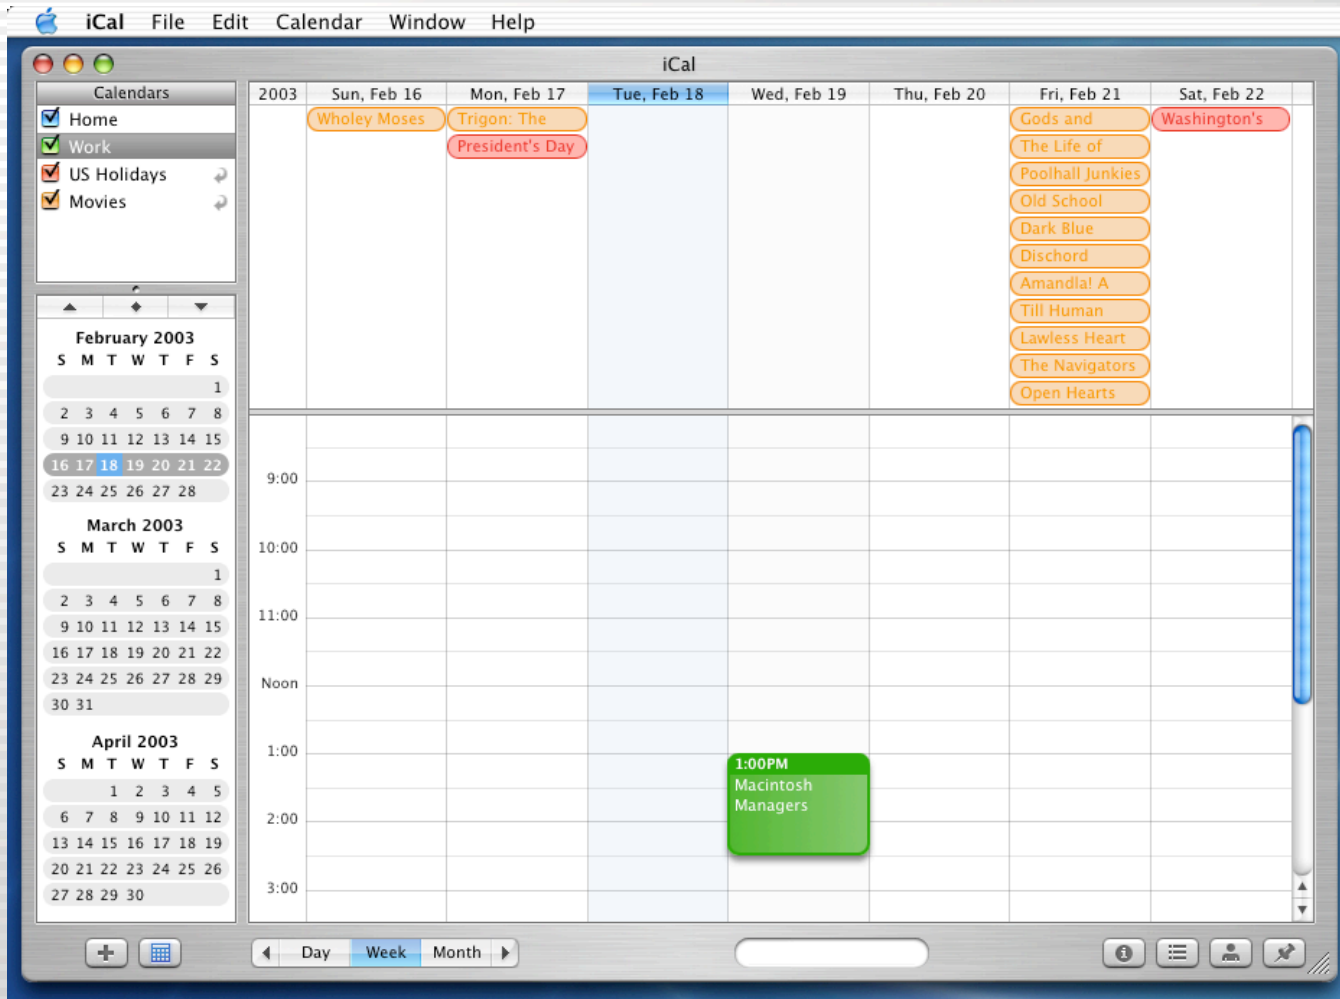 iCal File Edit Calendar Window Help
iCal
Calendars
Home
Work
US Holidays
Movies
February 2003
S M T W T F S
1
2 3 4 5 6 7 8
9 10 11 12 13 14 15
16 17 18 19 20 21 22
23 24 25 26 27 28
March 2003
S M T W T F S
1
2 3 4 5 6 7 8
9 10 11 12 13 14 15
16 17 18 19 20 21 22
23 24 25 26 27 28 29
30 31
April 2003
S M T W T F S
1 2 3 4 5
6 7 8 9 10 11 12
13 14 15 16 17 18 19
20 21 22 23 24 25 26
27 28 29 30
2003 Sun, Feb 16 Mon, Feb 17 Tue, Feb 18 Wed, Feb 19 Thu, Feb 20 Fri, Feb 21 Sat, Feb 22
Wholey Moses Trigon: The Gods and Washington's
President's Day The Life of
Poolhall Junkies
Old School
Dark Blue
Dischord
Amandla! A
Till Human
Lawless Heart
The Navigators
Open Hearts
9:00
10:00
11:00
Noon
1:00
1:00PM
Macintosh
Managers
2:00
3:00
Day Week Month